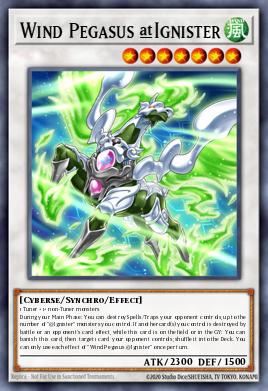 WIND PEGASUS @IGNISTER
風
[CYBERSE/SYNCHRO/EFFECT]
1 Tuner + 1+ non-Tuner monsters
During your Main Phase: You can destroy Spells/Traps your opponent controls, up to the
number of "@Ignister" monsters you control. If another card(s) you control is destroyed by
battle or an opponent's card effect, while this card is on the field or in the GY: You can
banish this card, then target 1 card your opponent controls; shuffle it into the Deck. You
can only use each effect of "Wind Pegasus @Ignister" once per turn.
ATK/2300 DEF/1500
Replica - Not For Use in Sanctioned Tournaments
©2020 Studio Dice/SHUEISHA, TV TOKYO, KONAMI